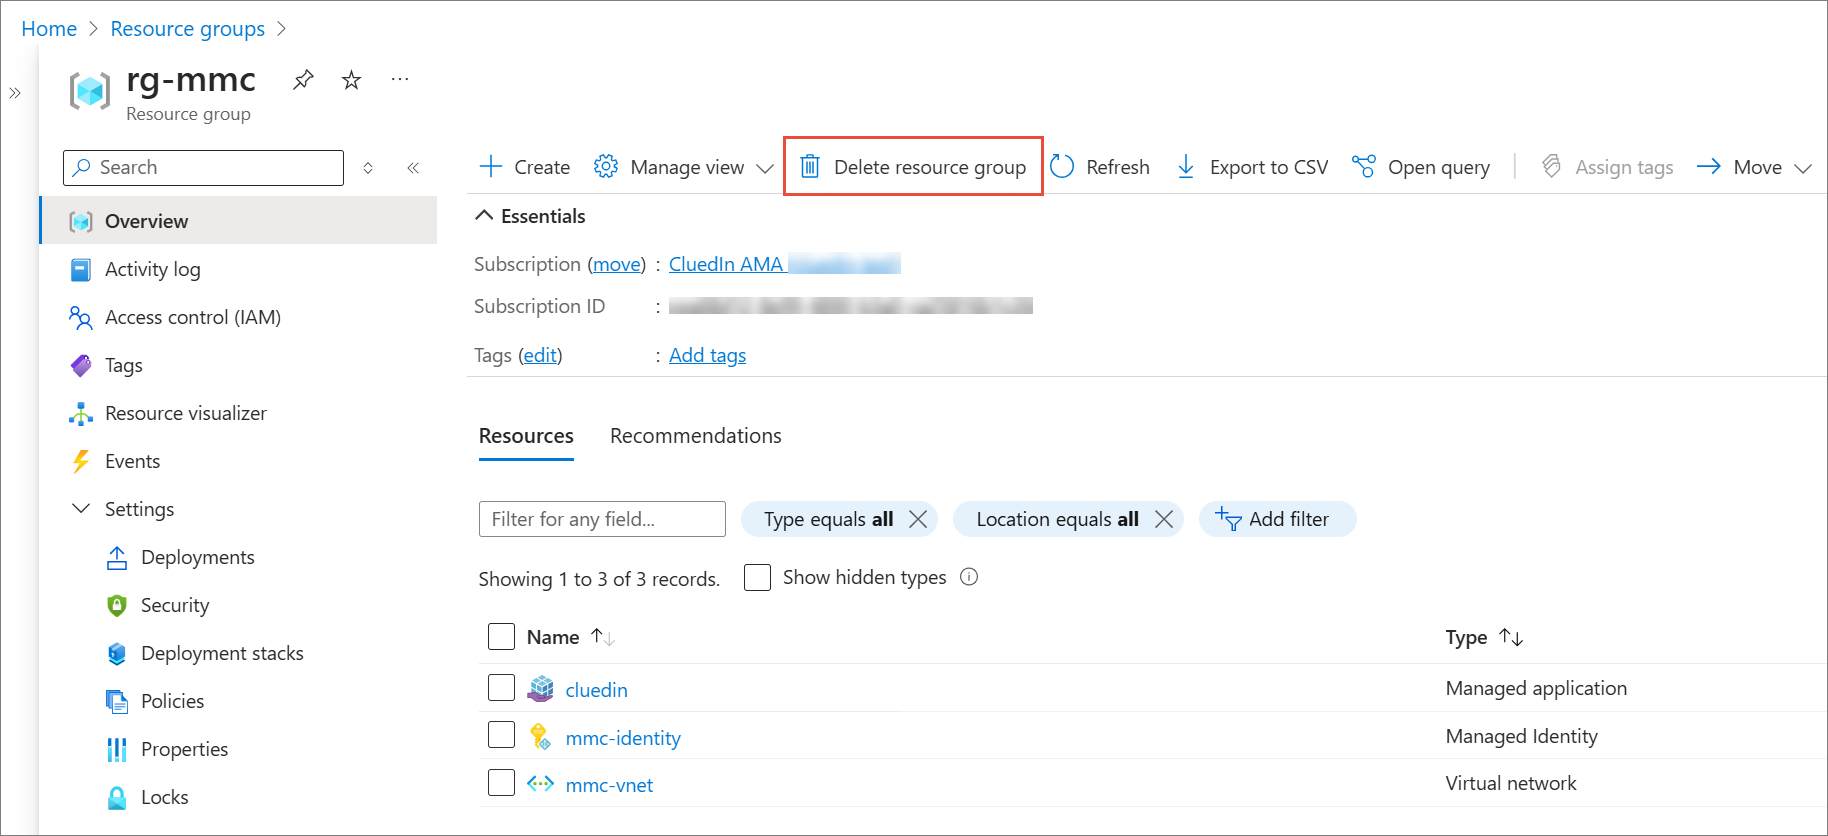 Home > Resource groups >
rg-mmc
Resource group
Search
Overview
Activity log
Access control (IAM)
Tags
Resource visualizer
Events
Settings
Deployments
Security
Deployment stacks
Policies
Properties
Locks
Create Manage view Delete resource group Refresh Export to CSV Open query Assign tags Move
Essentials
Subscription (move) : CluedIn AMA
Subscription ID :
Tags (edit) : Add tags
Resources Recommendations
Filter for any field... Type equals all Location equals all Add filter
Showing 1 to 3 of 3 records. Show hidden types
Name Type
cluedin Managed application
mmc-identity Managed Identity
mmc-vnet Virtual network